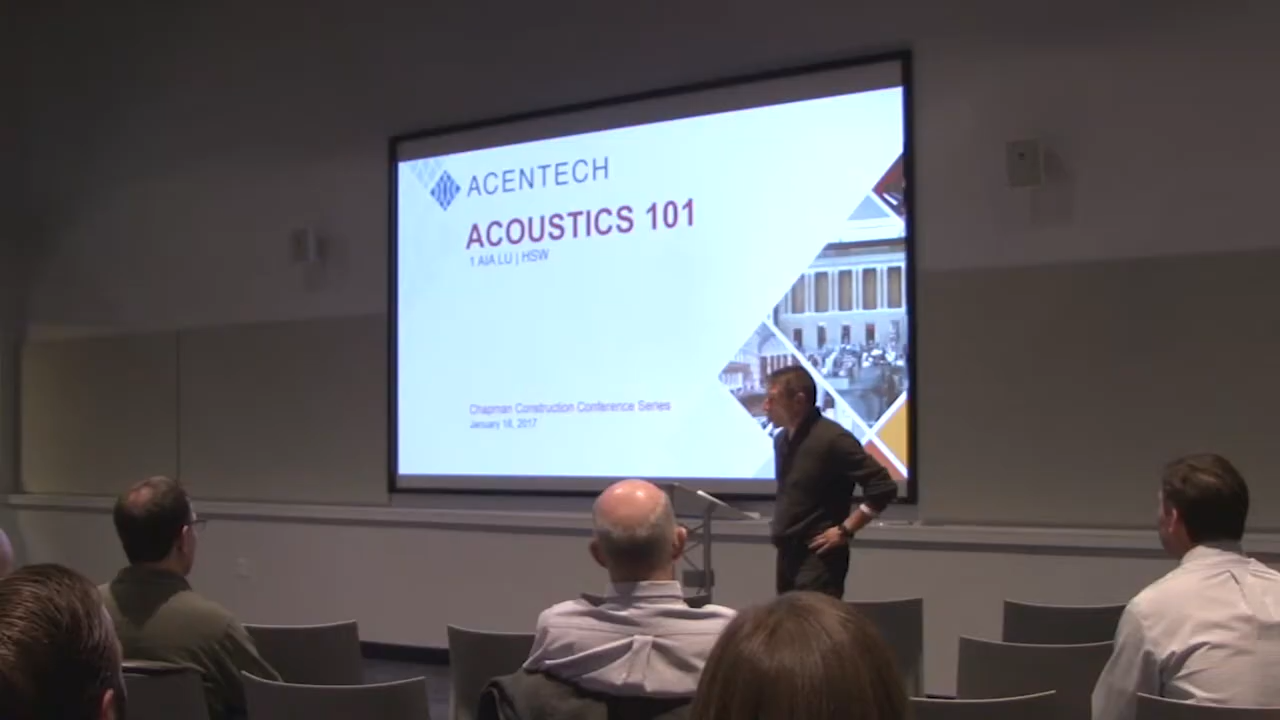 ACENTECH
ACOUSTICS 101
1 AIA LU | HSW
Chapman Construction Conference Series
January 18, 2017